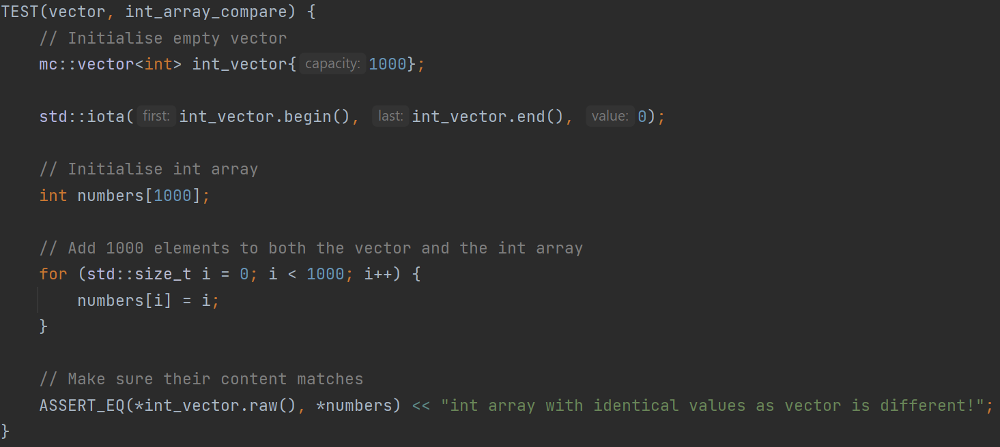 TEST(vector, int_array_compare) {
    // Initialise empty vector
    mc::vector<int> int_vector{ capacity: 1000};
    std::iota( first: int_vector.begin(), last: int_vector.end(), value: 0);
    // Initialise int array
    int numbers[1000];
    // Add 1000 elements to both the vector and the int array
    for (std::size_t i = 0; i < 1000; i++) {
        numbers[i] = i;
    }
    // Make sure their content matches
    ASSERT_EQ(*int_vector.raw(), *numbers) << "int array with identical values as vector is different!";
}